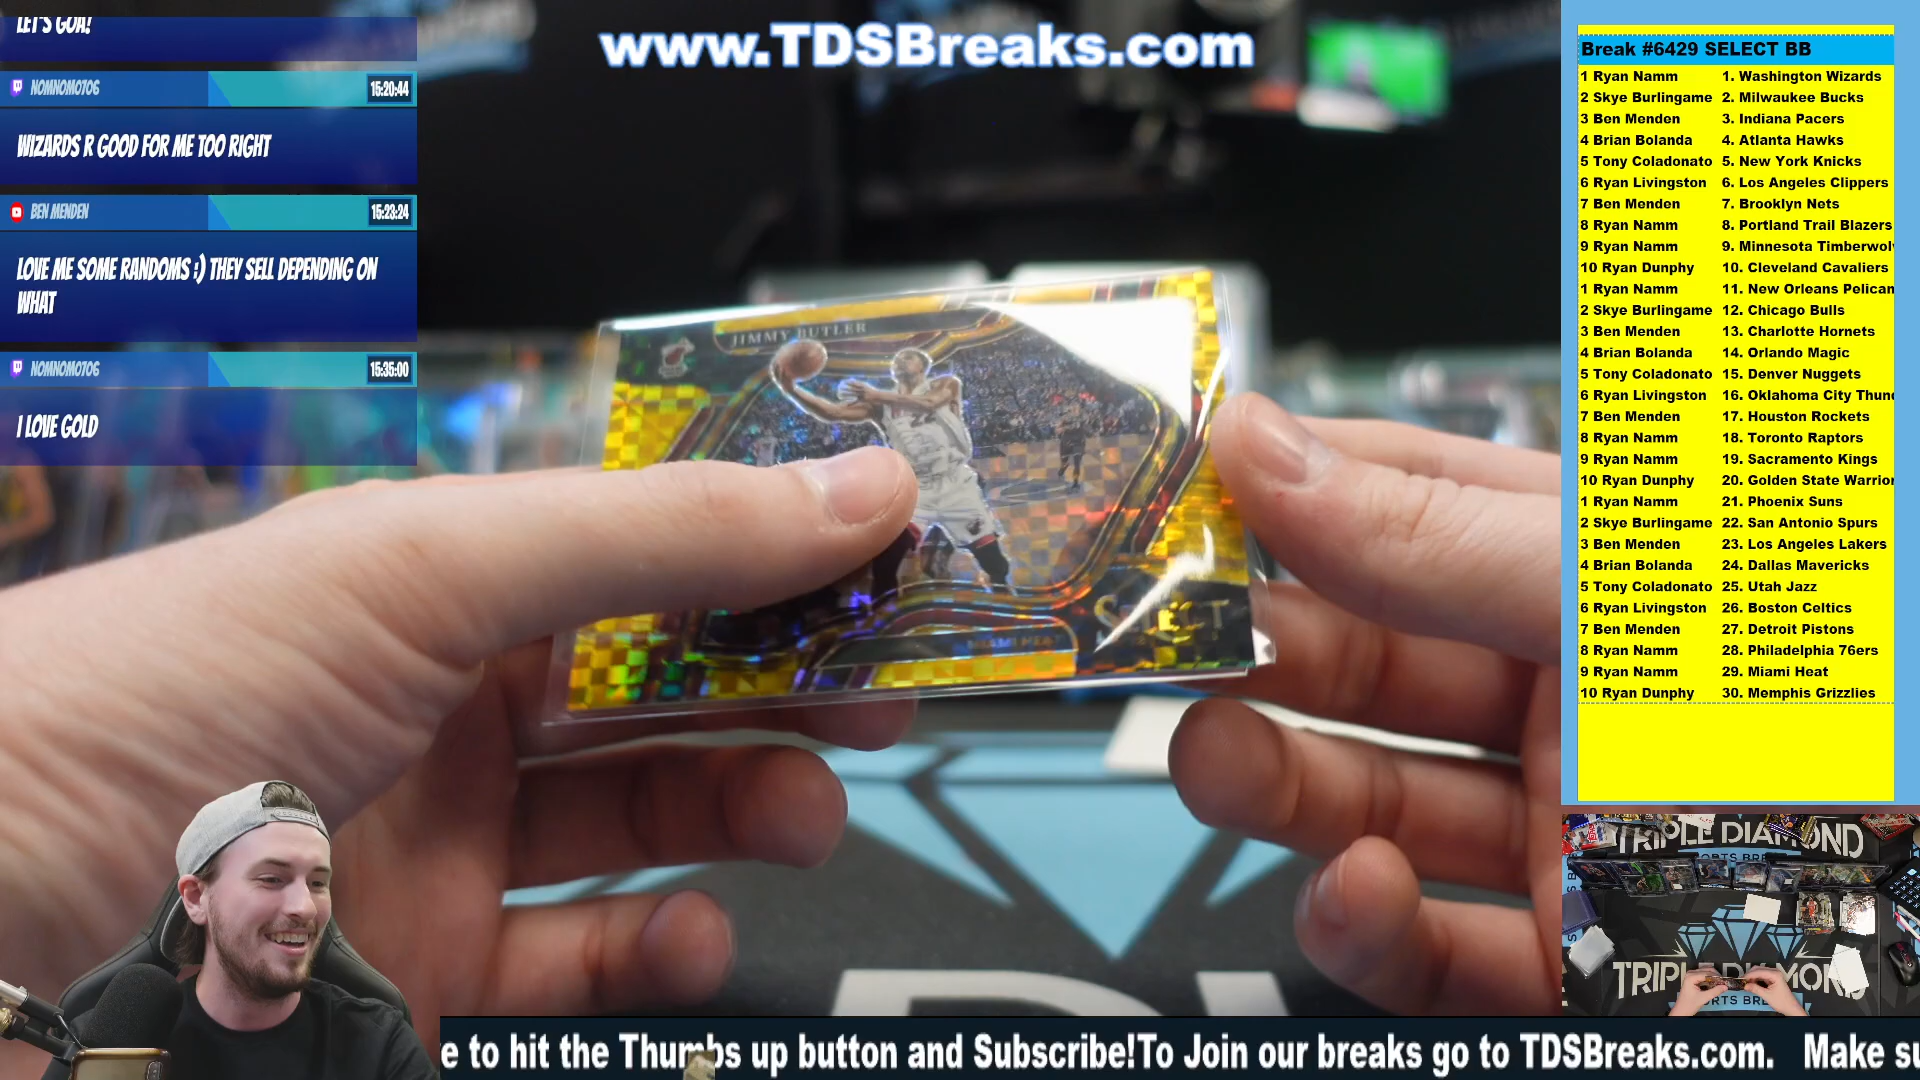 LET'S GOA!
NOMNOMO706
15:20:44
WIZARDS R GOOD FOR ME TOO RIGHT
BEN MENDEN
15:23:24
LOVE ME SOME RANDOMS :) THEY SELL DEPENDING ON
WHAT
NOMNOMO706
15:35:00
I LOVE GOLD
www.TDSBreaks.com
JIMMY BUTLER
SELECT
MIAMI HEAT
Break #6429 SELECT BB
1 Ryan Namm 1. Washington Wizards
2 Skye Burlingame 2. Milwaukee Bucks
3 Ben Menden 3. Indiana Pacers
4 Brian Bolanda 4. Atlanta Hawks
5 Tony Coladonato 5. New York Knicks
6 Ryan Livingston 6. Los Angeles Clippers
7 Ben Menden 7. Brooklyn Nets
8 Ryan Namm 8. Portland Trail Blazers
9 Ryan Namm 9. Minnesota Timberwol
10 Ryan Dunphy 10. Cleveland Cavaliers
1 Ryan Namm 11. New Orleans Pelican
2 Skye Burlingame 12. Chicago Bulls
3 Ben Menden 13. Charlotte Hornets
4 Brian Bolanda 14. Orlando Magic
5 Tony Coladonato 15. Denver Nuggets
6 Ryan Livingston 16. Oklahoma City Thun
7 Ben Menden 17. Houston Rockets
8 Ryan Namm 18. Toronto Raptors
9 Ryan Namm 19. Sacramento Kings
10 Ryan Dunphy 20. Golden State Warrior
1 Ryan Namm 21. Phoenix Suns
2 Skye Burlingame 22. San Antonio Spurs
3 Ben Menden 23. Los Angeles Lakers
4 Brian Bolanda 24. Dallas Mavericks
5 Tony Coladonato 25. Utah Jazz
6 Ryan Livingston 26. Boston Celtics
7 Ben Menden 27. Detroit Pistons
8 Ryan Namm 28. Philadelphia 76ers
9 Ryan Namm 29. Miami Heat
10 Ryan Dunphy 30. Memphis Grizzlies
TRIPLE DIAMOND
TRIPLE DIAMOND
e to hit the Thumbs up button and Subscribe!To Join our breaks go to TDSBreaks.com. Make su